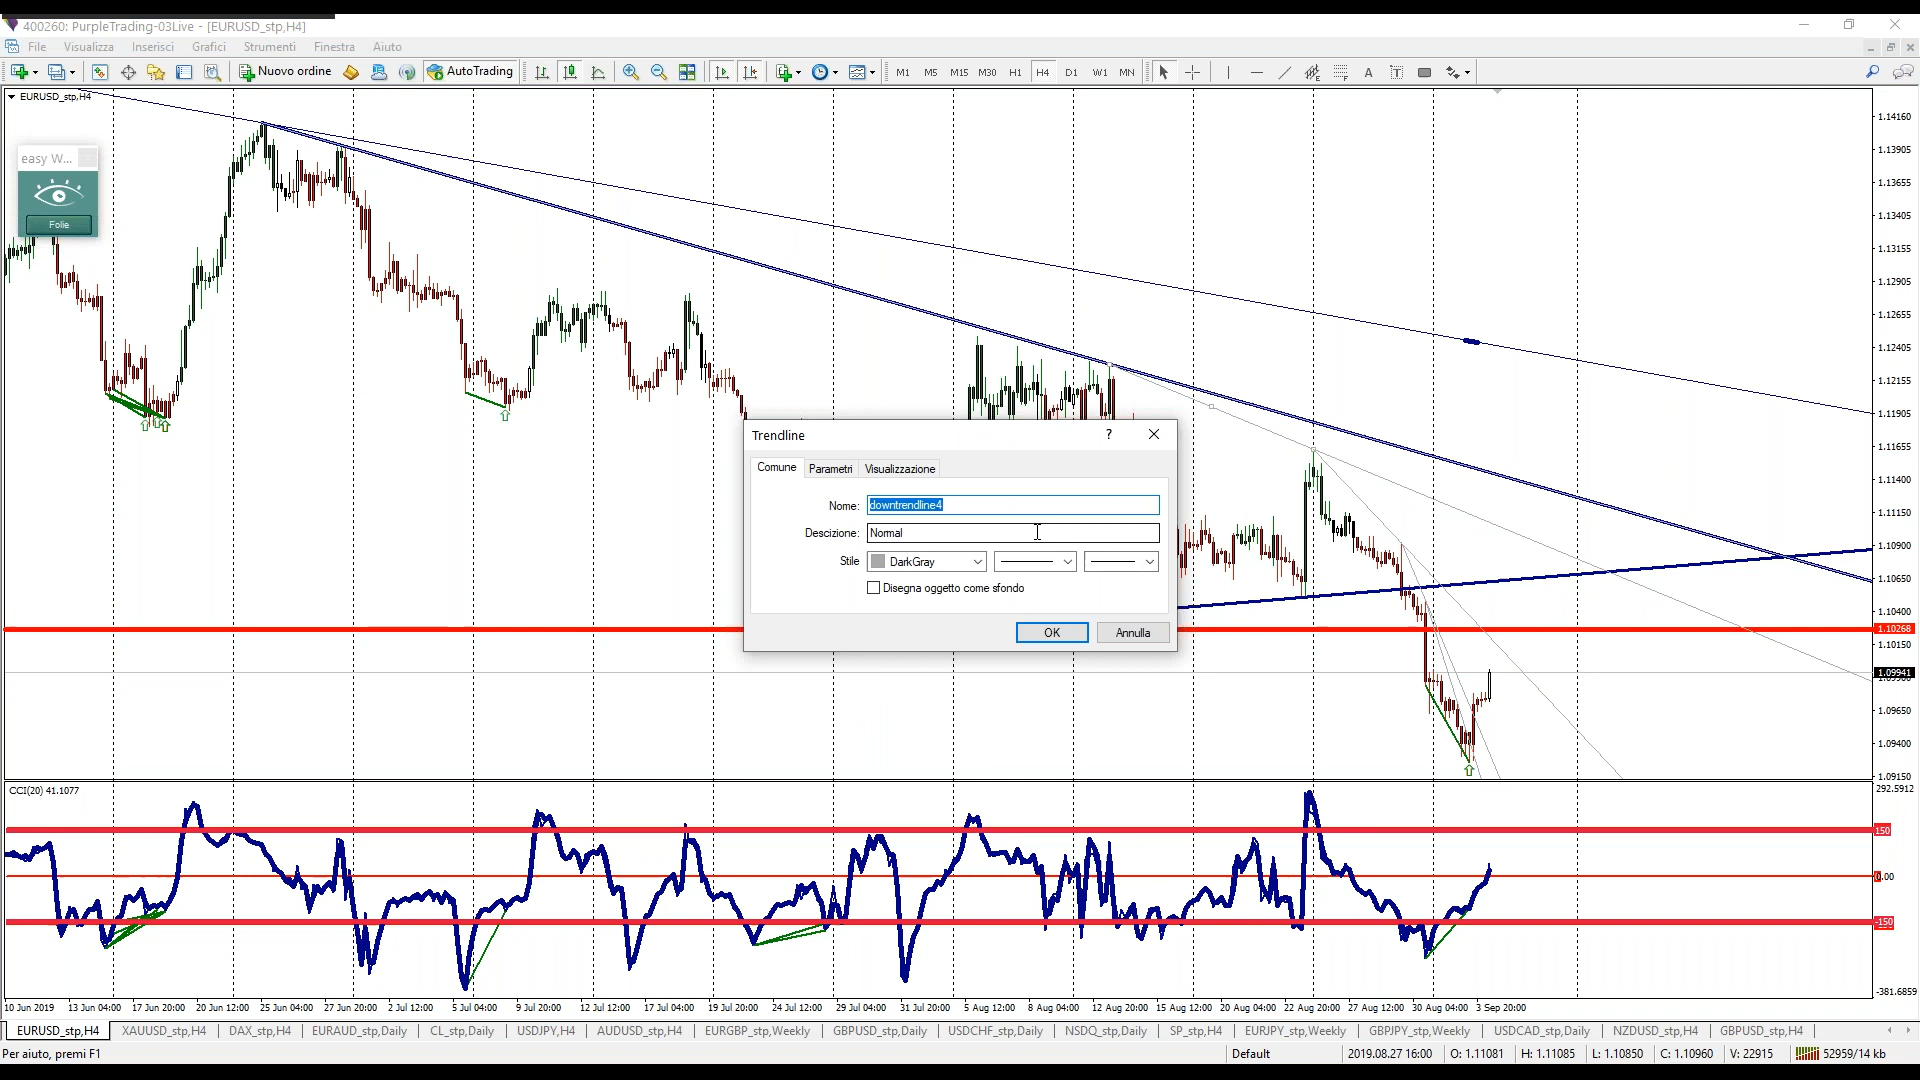 400260: PurpleTrading-03Live - [EURUSD_stp,H4]
File Visualizza Inserisci Grafici Strumenti Finestra Aiuto
Nuovo ordine AutoTrading M1 M5 M15 M30 H1 H4 D1 W1 MN A T
EURUSD_stp,H4
easy W...
Folie
1.14160
1.13905
1.13655
1.13405
1.13155
1.12905
1.12655
1.12405
1.12155
1.11905
1.11655
1.11400
1.11150
1.10900
1.10650
1.10400
1.10268
1.10150
1.09941
1.09650
1.09400
1.09150
Trendline ?
Comune Parametri Visualizzazione
Nome: downtrendline4
Descizione: Normal
Stile DarkGray
Disegna oggetto come sfondo
OK Annulla
CCI(20) 41.1077
292.5912
150
0.00
-150
-381.6859
10 Jun 2019 13 Jun 04:00 17 Jun 20:00 20 Jun 12:00 25 Jun 04:00 27 Jun 20:00 2 Jul 12:00 5 Jul 04:00 9 Jul 20:00 12 Jul 12:00 17 Jul 04:00 19 Jul 20:00 24 Jul 12:00 29 Jul 04:00 31 Jul 20:00 5 Aug 12:00 8 Aug 04:00 12 Aug 20:00 15 Aug 12:00 20 Aug 04:00 22 Aug 20:00 27 Aug 12:00 30 Aug 04:00 3 Sep 20:00
EURUSD_stp,H4 XAUUSD_stp,H4 DAX_stp,H4 EURAUD_stp,Daily CL_stp,Daily USDJPY,H4 AUDUSD_stp,H4 EURGBP_stp,Weekly GBPUSD_stp,Daily USDCHF_stp,Daily NSDQ_stp,Daily SP_stp,H4 EURJPY_stp,Weekly GBPJPY_stp,Weekly USDCAD_stp,Daily NZDUSD_stp,H4 GBPUSD_stp,H4
Per aiuto, premi F1 Default 2019.08.27 16:00 O: 1.11081 H: 1.11085 L: 1.10850 C: 1.10960 V: 22915 52959/14 kb